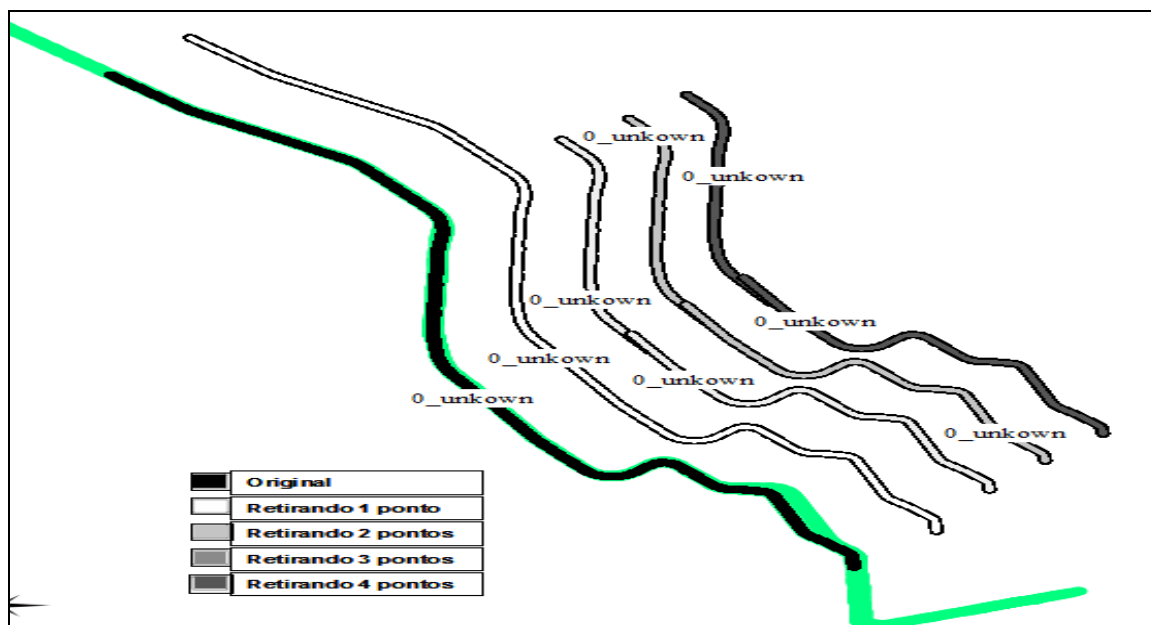 0_unkown
0_unkown
0_unkown
0_unkown
0_unkown
0_unkown
0_unkown
0_unkown
Original
Retirando 1 ponto
Retirando 2 pontos
Retirando 3 pontos
Retirando 4 pontos